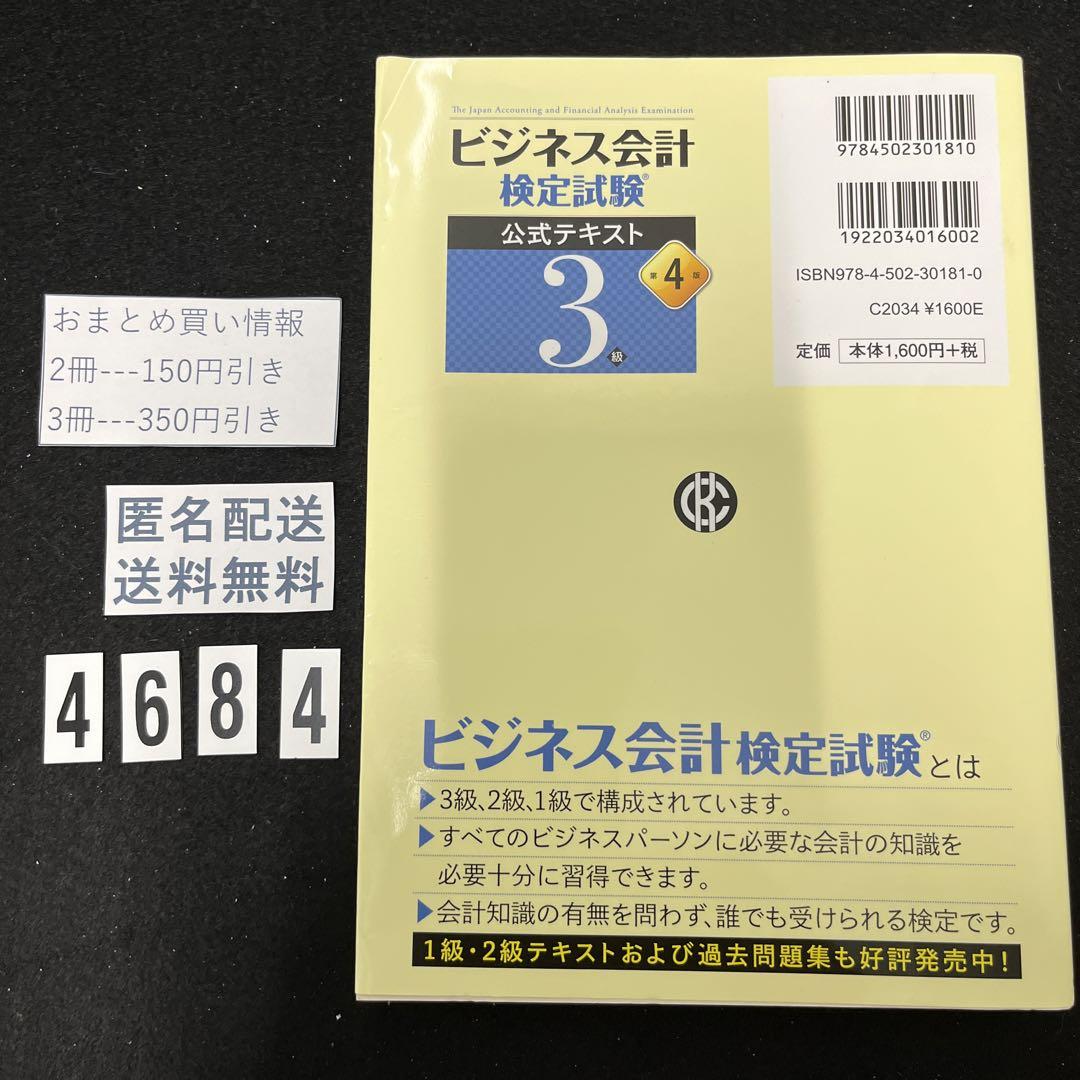 おまとめ買い情報
2冊---150円引き
3冊---350円引き
匿名配送
送料無料
4684
The Japan Accounting and Financial Analysis Examination
ビジネス会計
検定試験®
公式テキスト
3級
第4版
9784502301810
1922034016002
ISBN978-4-502-30181-0
C2034 ¥1600E
定価 本体1,600円+税
ビジネス会計検定試験®とは
▶3級、2級、1級で構成されています。
▶すべてのビジネスパーソンに必要な会計の知識を
必要十分に習得できます。
▶会計知識の有無を問わず、誰でも受けられる検定です。
1級・2級テキストおよび過去問題集も好評発売中!